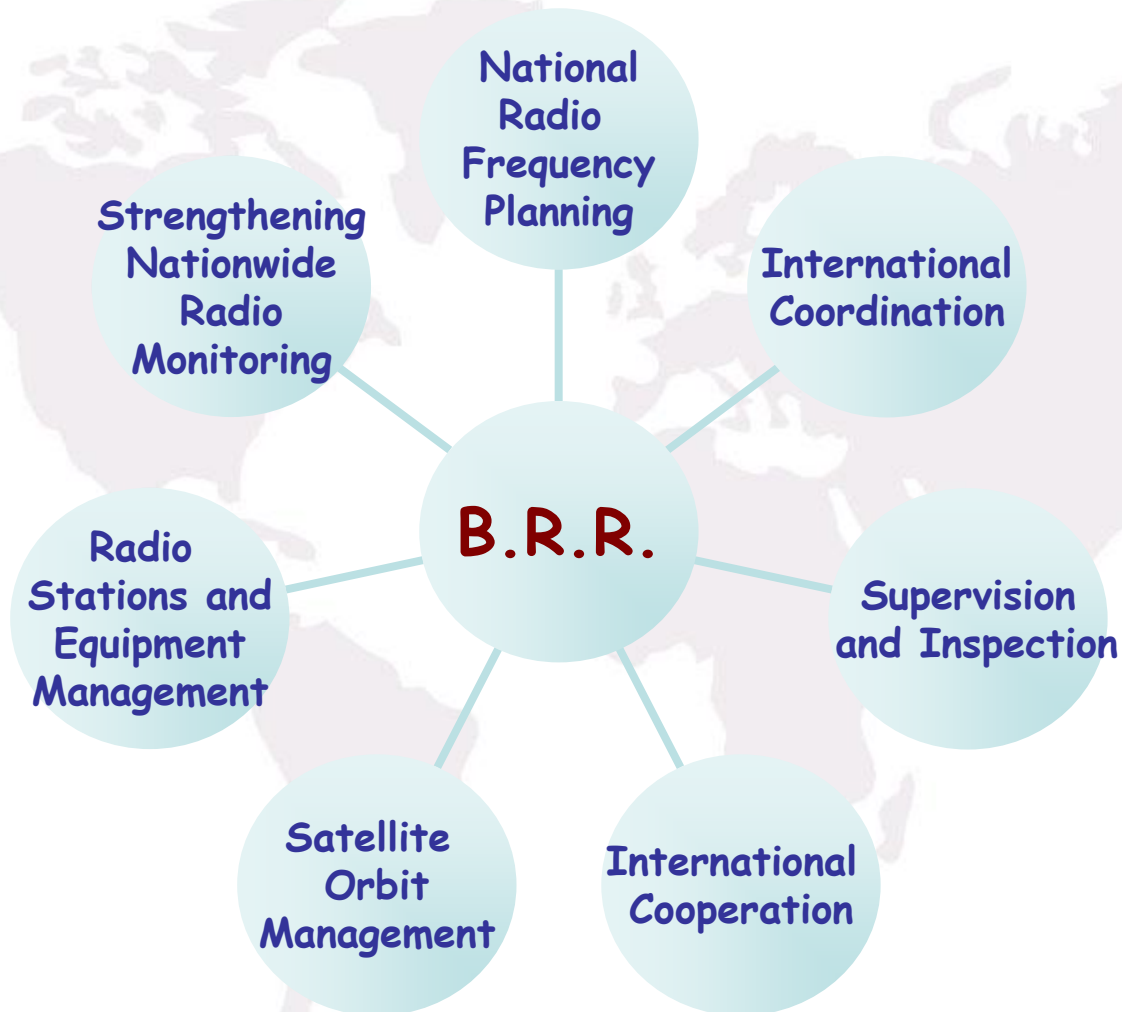 National
Radio
Frequency
Planning
International
Coordination
Supervision
and Inspection
International
Cooperation
Satellite
Orbit
Management
Radio
Stations and
Equipment
Management
Strengthening
Nationwide
Radio
Monitoring
B.R.R.